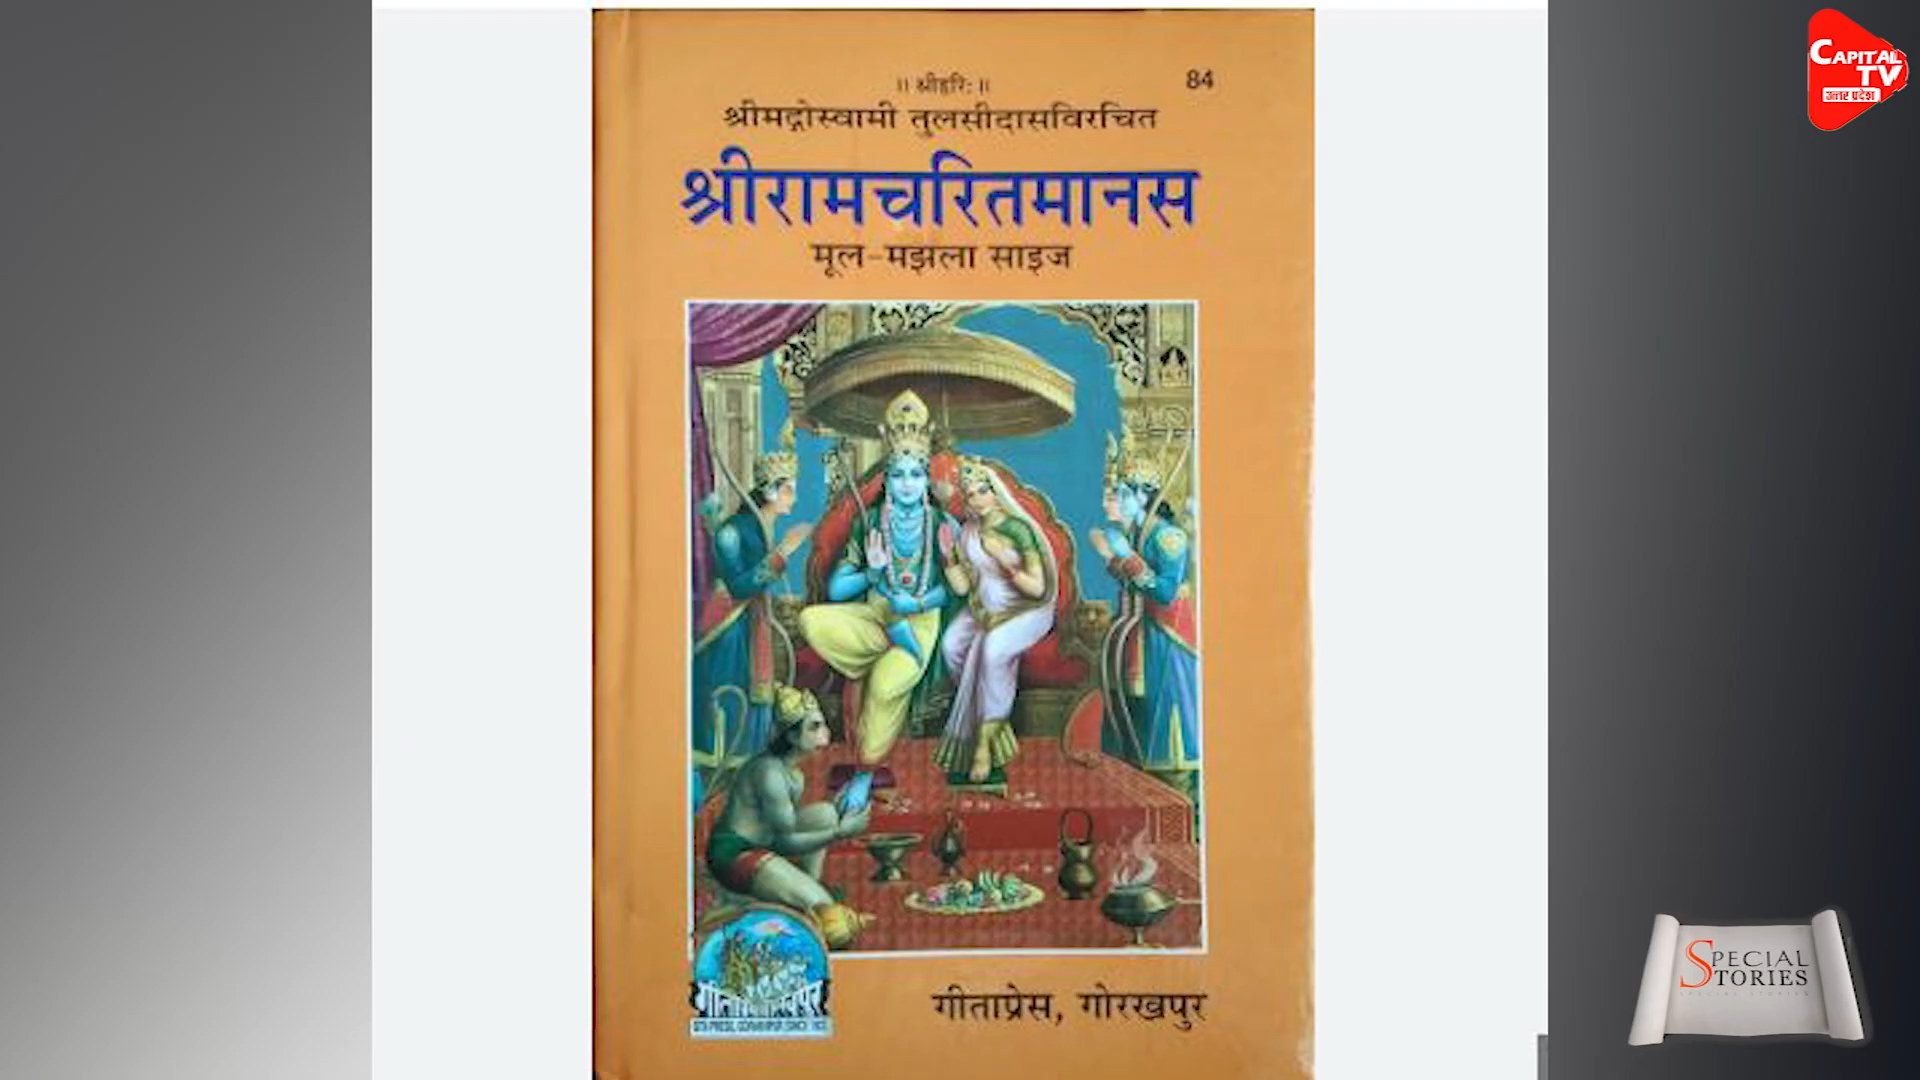 ॥ श्रीहरि: ॥
84
श्रीमद्गोस्वामी तुलसीदासविरचित
श्रीरामचरितमानस
मूल-मझला साइज
गीताप्रेस, गोरखपुर
CAPITAL
TV
उत्तर प्रदेश
SPECIAL
STORIES